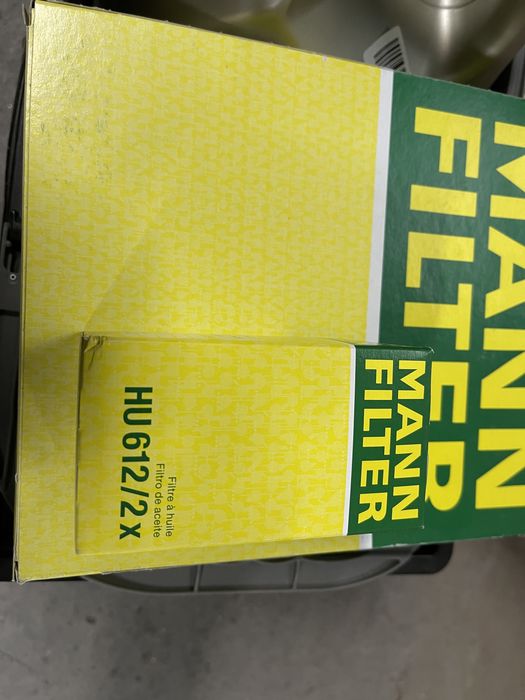 MANN
FILTER
MANN
FILTER
Filtre à huile
Filtro de aceite
HU 612/2 x